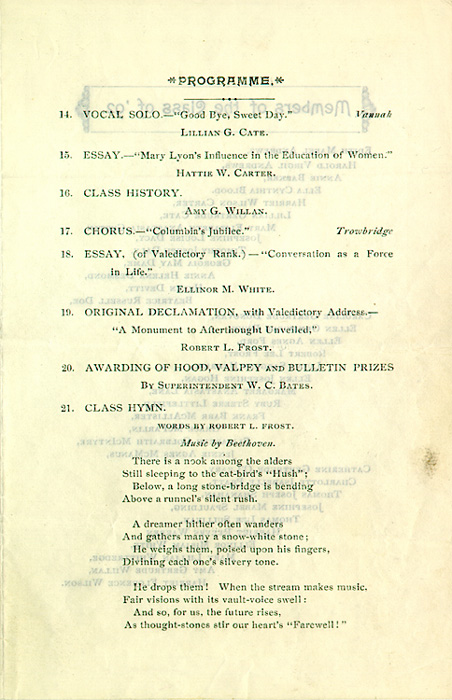 *PROGRAMME.*
14. VOCAL SOLO.—"Good Bye, Sweet Day." Vannah
LILLIAN G. CATE.
15. ESSAY.—"Mary Lyon's Influence in the Education of Women."
HATTIE W. CARTER.
16. CLASS HISTORY.
AMY G. WILLAN.
17. CHORUS.—"Columbia's Jubilee." Trowbridge
18. ESSAY, (of Valedictory Rank.)—"Conversation as a Force
in Life."
ELLINOR M. WHITE.
19. ORIGINAL DECLAMATION, with Valedictory Address.—
"A Monument to Afterthought Unveiled,"
ROBERT L. FROST.
20. AWARDING OF HOOD, VALPEY AND BULLETIN PRIZES
BY SUPERINTENDENT W. C. BATES.
21. CLASS HYMN.
WORDS BY ROBERT L. FROST.
Music by Beethoven.
There is a nook among the alders
Still sleeping to the cat-bird's "Hush";
Below, a long stone-bridge is bending
Above a runnel's silent rush.
A dreamer hither often wanders
And gathers many a snow-white stone;
He weighs them, poised upon his fingers,
Divining each one's silvery tone.
He drops them! When the stream makes music,
Fair visions with its vault-voice swell:
And so, for us, the future rises,
As thought-stones stir our heart's "Farewell!"